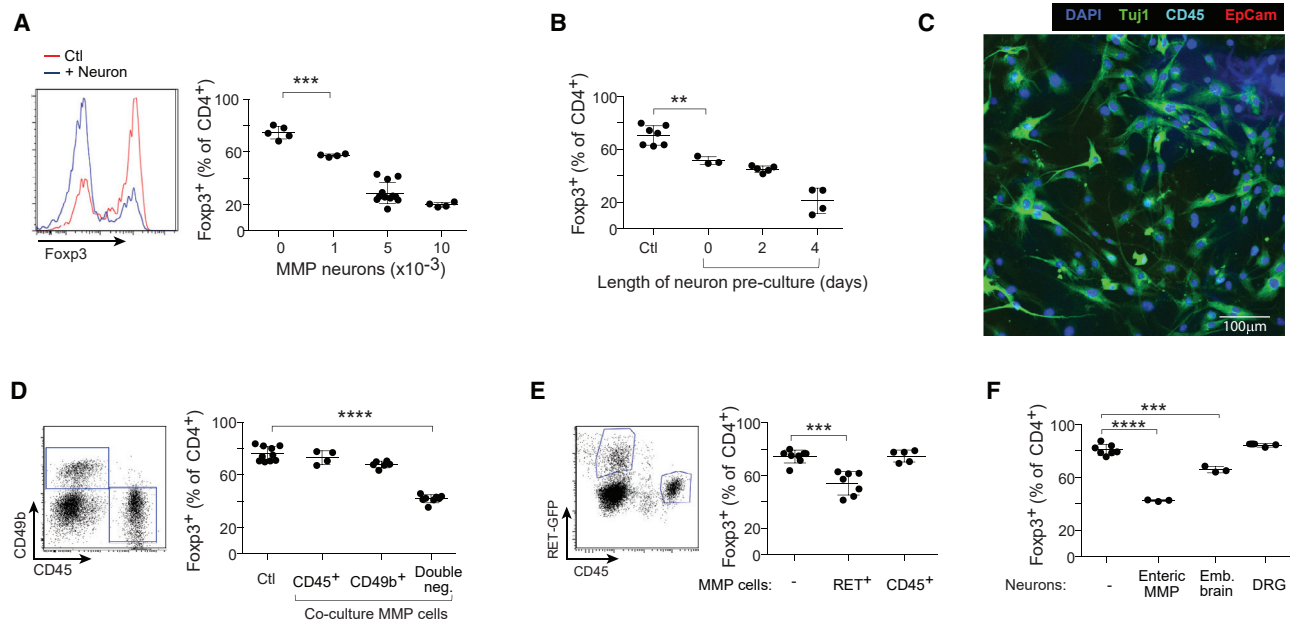 A
Ctl
+ Neuron
Foxp3
Foxp3+ (% of CD4+)
100
60
20
0
***
0 1 5 10
MMP neurons (x10-3)
B
Foxp3+ (% of CD4+)
100
60
20
0
**
Ctl 0 2 4
Length of neuron pre-culture (days)
C
DAPI Tuj1 CD45 EpCam
100μm
D
CD49b
CD45
Foxp3+ (% of CD4+)
100
60
20
0
****
Ctl CD45+ CD49b+ Double neg.
Co-culture MMP cells
E
RET-GFP
CD45
Foxp3+ (% of CD4+)
100
60
20
0
***
MMP cells: - RET+ CD45+
F
Foxp3+ (% of CD4+)
100
60
20
0
***
****
Neurons: - Enteric MMP Emb. brain DRG